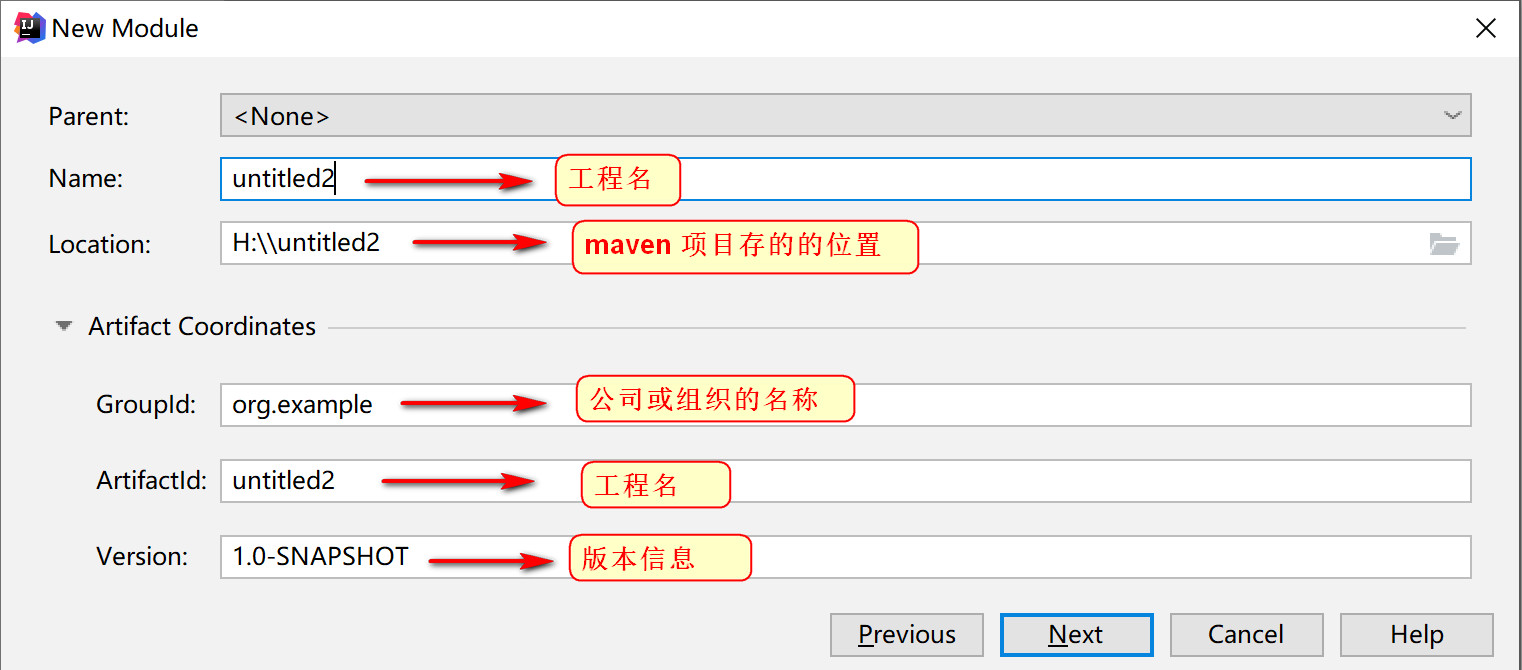 New Module
Parent: <None>
Name: untitled2 工程名
Location: H:\\untitled2 maven 项目存的的位置
Artifact Coordinates
GroupId: org.example 公司或组织的名称
ArtifactId: untitled2 工程名
Version: 1.0-SNAPSHOT 版本信息
Previous Next Cancel Help